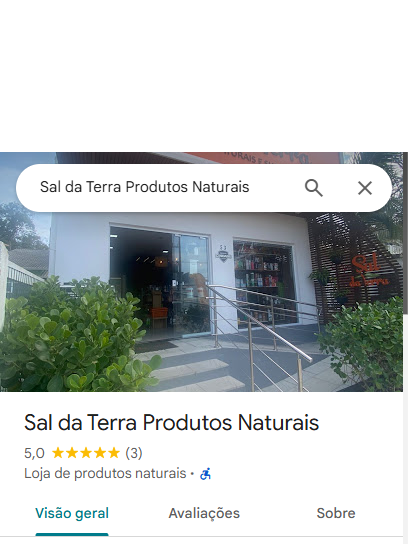 Sal da Terra Produtos Naturais
Sal
da Terra
Sal da Terra Produtos Naturais
5,0 (3)
Loja de produtos naturais ·
Visão geral
Avaliações
Sobre